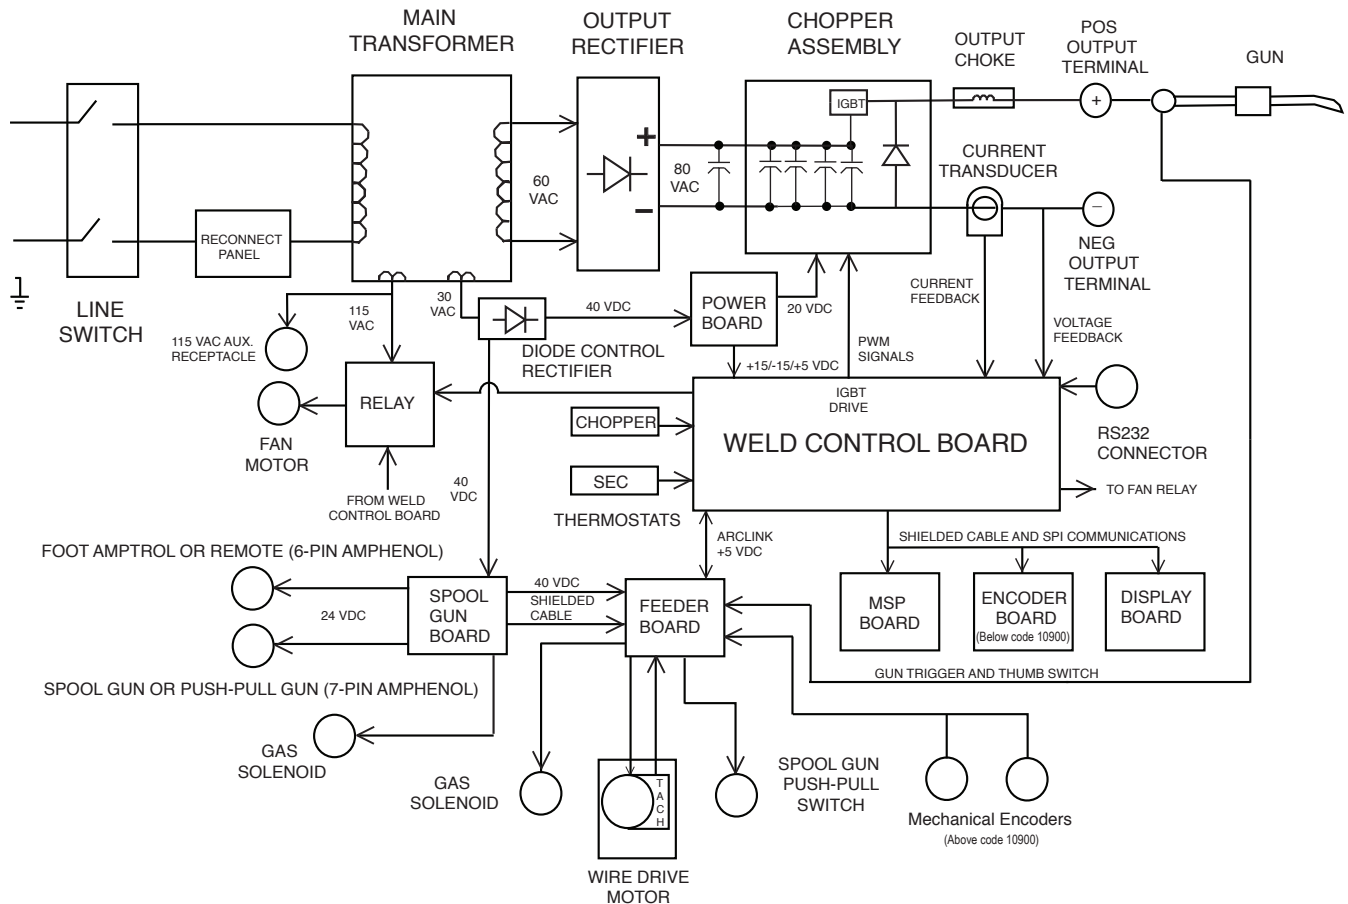 MAIN
TRANSFORMER
OUTPUT
RECTIFIER
CHOPPER
ASSEMBLY
OUTPUT
CHOKE
POS
OUTPUT
TERMINAL
GUN
IGBT
+
+
60
VAC
80
VAC
CURRENT
TRANSDUCER
−
−
NEG
OUTPUT
TERMINAL
RECONNECT
PANEL
LINE
SWITCH
115
VAC
30
VAC
115 VAC AUX.
RECEPTACLE
40 VDC
DIODE CONTROL
RECTIFIER
POWER
BOARD
20 VDC
CURRENT
FEEDBACK
VOLTAGE
FEEDBACK
PWM
SIGNALS
+15/-15/+5 VDC
RELAY
FAN
MOTOR
FROM WELD
CONTROL BOARD
40
VDC
CHOPPER
SEC
THERMOSTATS
IGBT
DRIVE
WELD CONTROL BOARD
RS232
CONNECTOR
TO FAN RELAY
ARCLINK
+5 VDC
SHIELDED CABLE AND SPI COMMUNICATIONS
FOOT AMPTROL OR REMOTE (6-PIN AMPHENOL)
24 VDC
SPOOL
GUN
BOARD
40 VDC
SHIELDED
CABLE
FEEDER
BOARD
MSP
BOARD
ENCODER
BOARD
(Below code 10900)
DISPLAY
BOARD
GUN TRIGGER AND THUMB SWITCH
SPOOL GUN OR PUSH-PULL GUN (7-PIN AMPHENOL)
GAS
SOLENOID
GAS
SOLENOID
T
A
C
H
WIRE DRIVE
MOTOR
SPOOL GUN
PUSH-PULL
SWITCH
Mechanical Encoders
(Above code 10900)